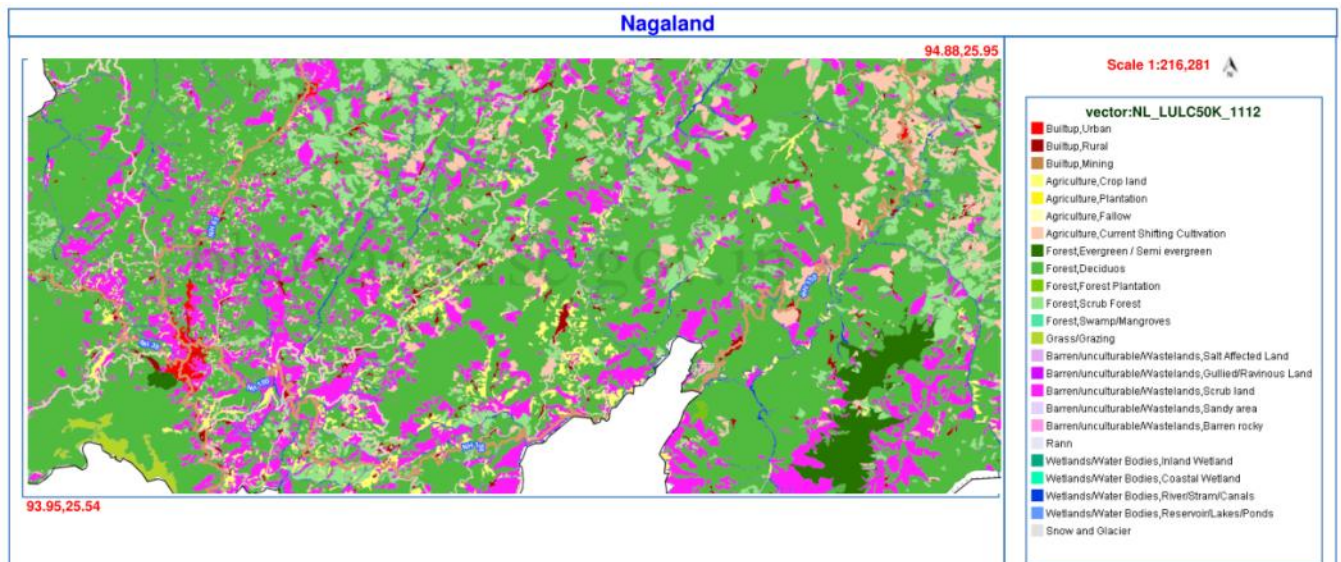 Nagaland
94.88,25.95
93.95,25.54
Scale 1:216,281
N
vector:NL_LULC50K_1112
Builtup,Urban
Builtup,Rural
Builtup,Mining
Agriculture,Crop land
Agriculture,Plantation
Agriculture,Fallow
Agriculture,Current Shifting Cultivation
Forest,Evergreen / Semi evergreen
Forest,Deciduos
Forest,Forest Plantation
Forest,Scrub Forest
Forest,Swamp/Mangroves
Grass/Grazing
Barren/unculturable/Wastelands,Salt Affected Land
Barren/unculturable/Wastelands,Gullied/Ravinous Land
Barren/unculturable/Wastelands,Scrub land
Barren/unculturable/Wastelands,Sandy area
Barren/unculturable/Wastelands,Barren rocky
Rann
Wetlands/Water Bodies,Inland Wetland
Wetlands/Water Bodies,Coastal Wetland
Wetlands/Water Bodies,River/Stram/Canals
Wetlands/Water Bodies,Reservoir/Lakes/Ponds
Snow and Glacier